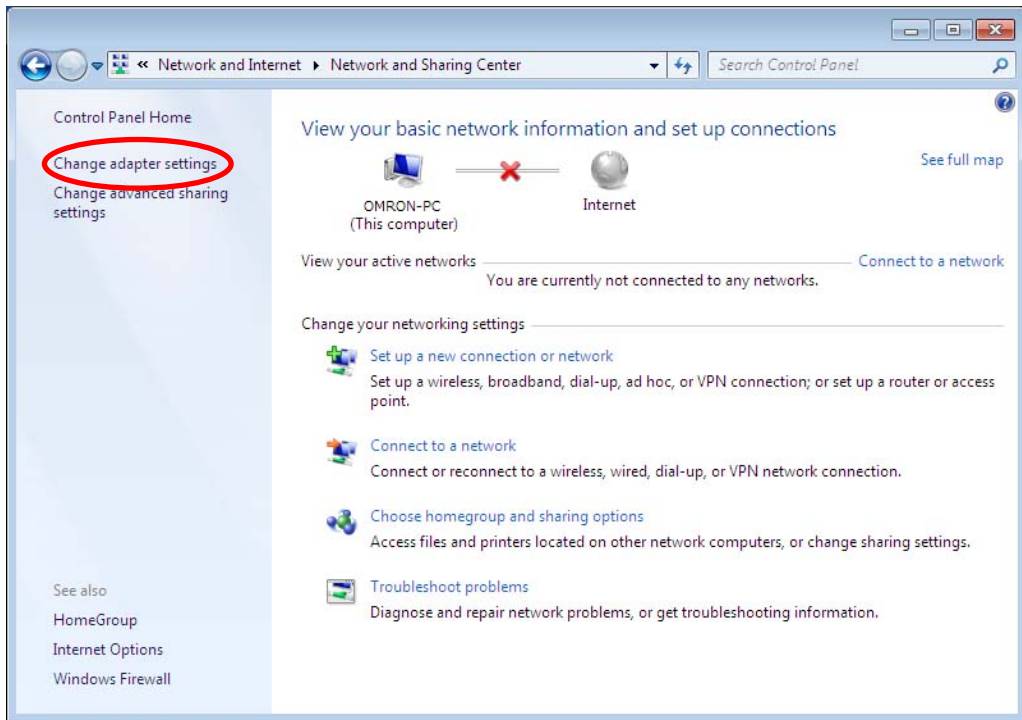 « Network and Internet ▸ Network and Sharing Center
Search Control Panel
Control Panel Home
Change adapter settings
Change advanced sharing
settings
View your basic network information and set up connections
See full map
OMRON-PC
(This computer)
Internet
View your active networks
Connect to a network
You are currently not connected to any networks.
Change your networking settings
Set up a new connection or network
Set up a wireless, broadband, dial-up, ad hoc, or VPN connection; or set up a router or access
point.
Connect to a network
Connect or reconnect to a wireless, wired, dial-up, or VPN network connection.
Choose homegroup and sharing options
Access files and printers located on other network computers, or change sharing settings.
Troubleshoot problems
Diagnose and repair network problems, or get troubleshooting information.
See also
HomeGroup
Internet Options
Windows Firewall